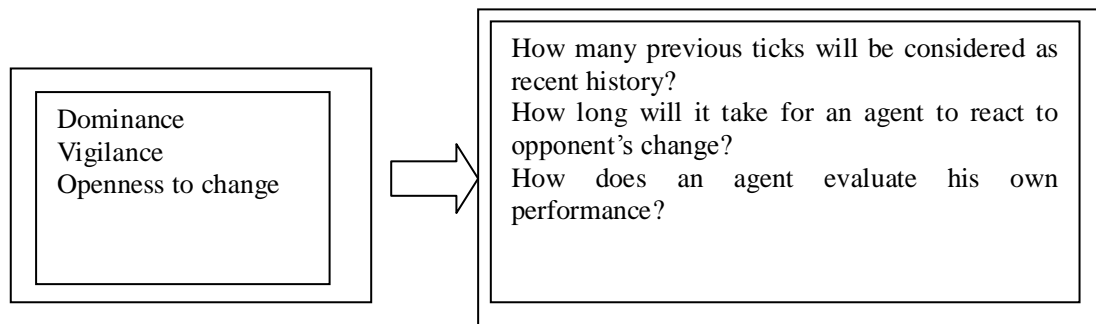 Dominance
Vigilance
Openness to change
How many previous ticks will be considered as
recent history?
How long will it take for an agent to react to
opponent’s change?
How does an agent evaluate his own
performance?